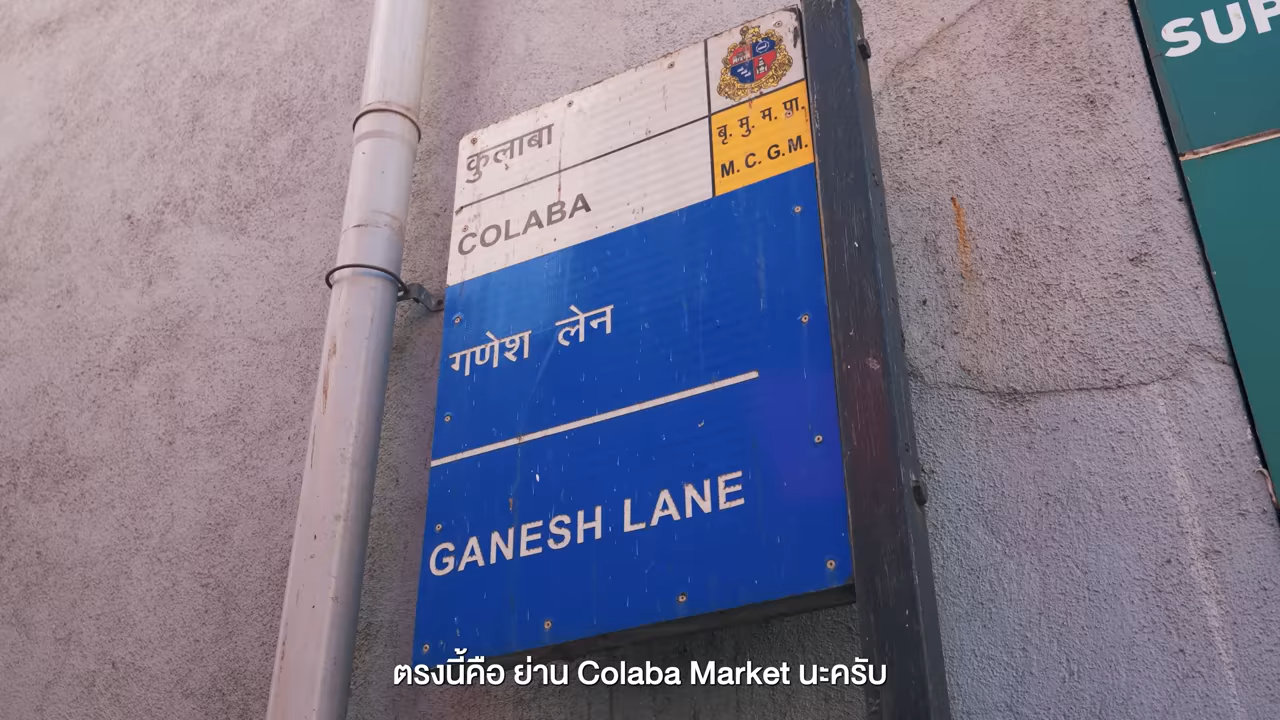 कुलाबा
COLABA
बृ. मु. म. पा.
M. C. G. M.
गणेश लेन
GANESH LANE
SUP
ตรงนี้คือ ย่าน Colaba Market นะครับ